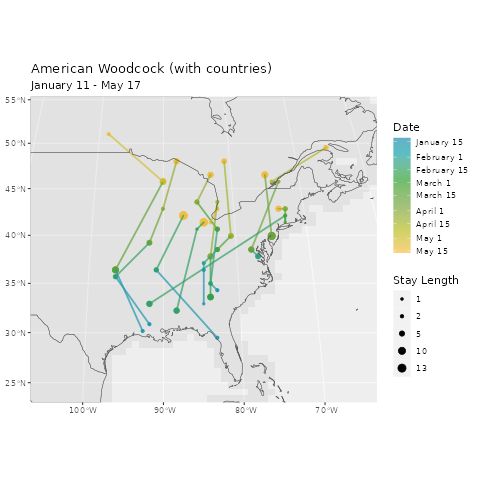 American Woodcock (with countries)
January 11 - May 17
55°N
50°N
45°N
40°N
35°N
30°N
25°N
100°W
90°W
80°W
70°W
Date
January 15
February 1
February 15
March 1
March 15
April 1
April 15
May 1
May 15
Stay Length
1
2
5
10
13